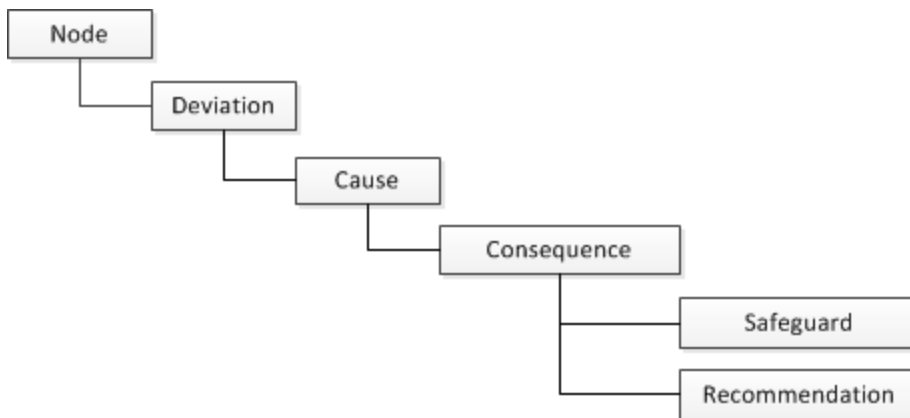 Node
Deviation
Cause
Consequence
Safeguard
Recommendation